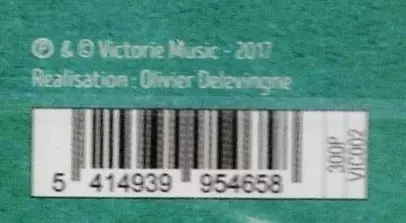 ℗ & © Victorie Music - 2017
Réalisation : Olivier Delevingne
5 414939 954658
300P
VIC002